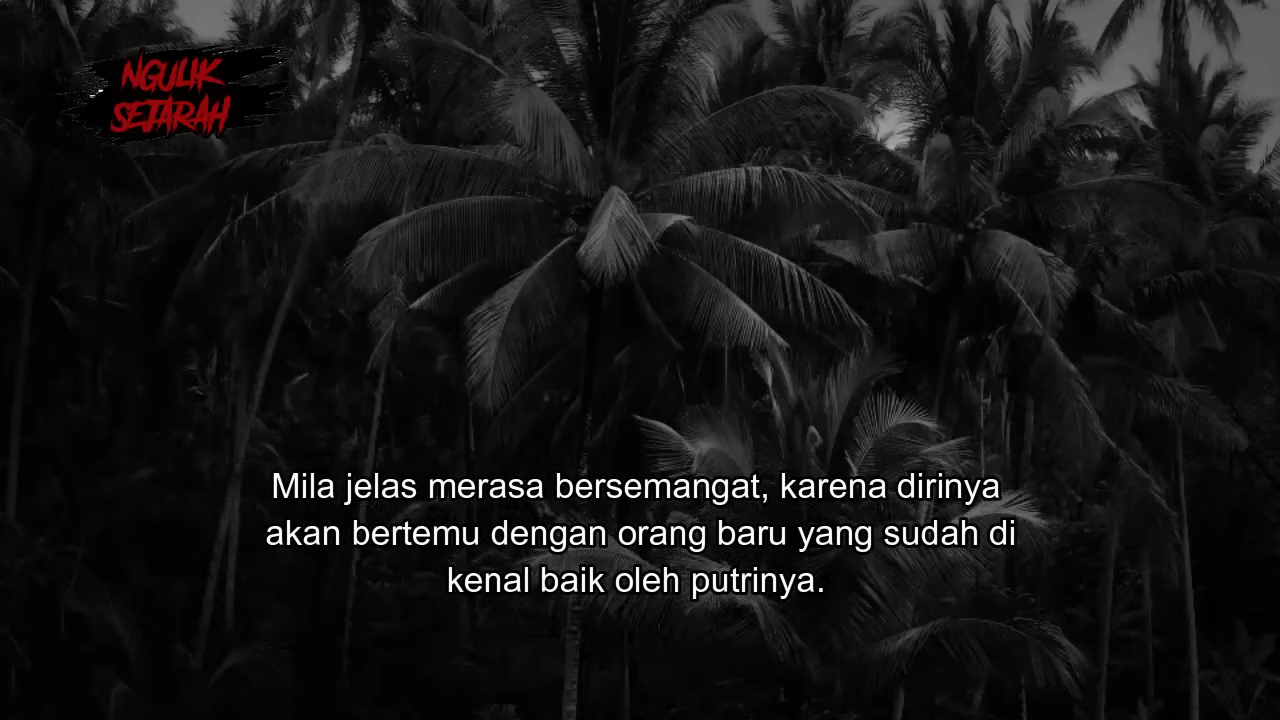 NGULIK
SEJARAH
Mila jelas merasa bersemangat, karena dirinya
akan bertemu dengan orang baru yang sudah di
kenal baik oleh putrinya.